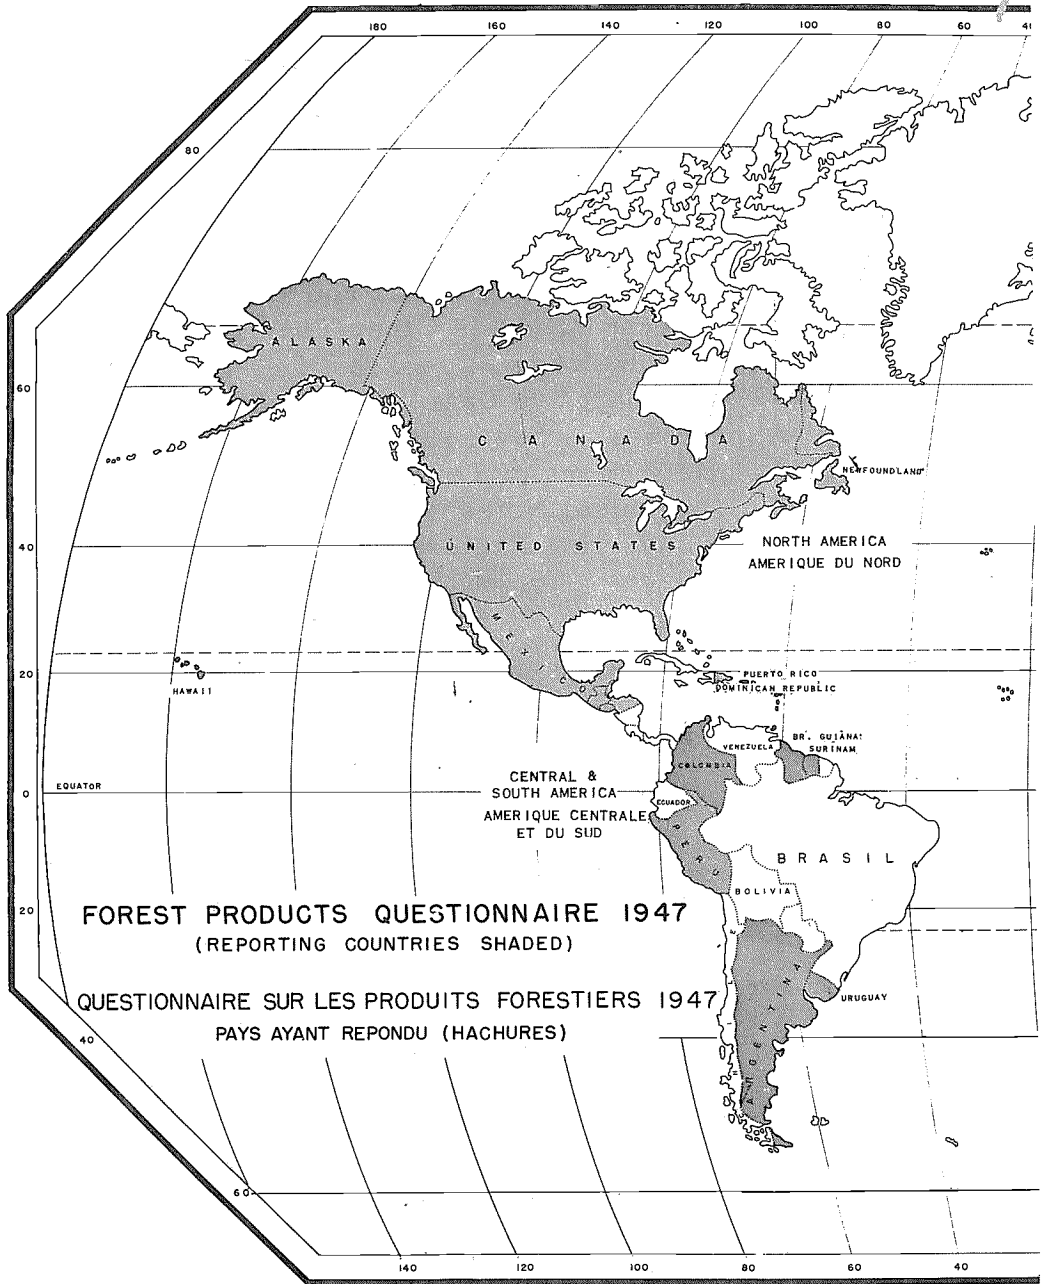 180 160 140 120 100 80 60
80
ALASKA
60
CANADA
NEWFOUNDLAND
40
UNITED STATES
NORTH AMERICA
AMERIQUE DU NORD
MEXICO
20
HAWAII
PUERTO RICO
DOMINICAN REPUBLIC
BR. GUIANA
SURINAM
VENEZUELA
COLOMBIA
0
EQUATOR
CENTRAL &
SOUTH AMERICA
AMERIQUE CENTRALE
ET DU SUD
ECUADOR
PERU
BRASIL
BOLIVIA
20
FOREST PRODUCTS QUESTIONNAIRE 1947
(REPORTING COUNTRIES SHADED)
QUESTIONNAIRE SUR LES PRODUITS FORESTIERS 1947
PAYS AYANT REPONDU (HACHURES)
URUGUAY
ARGENTINA
40
60
140 120 100 80 60 40